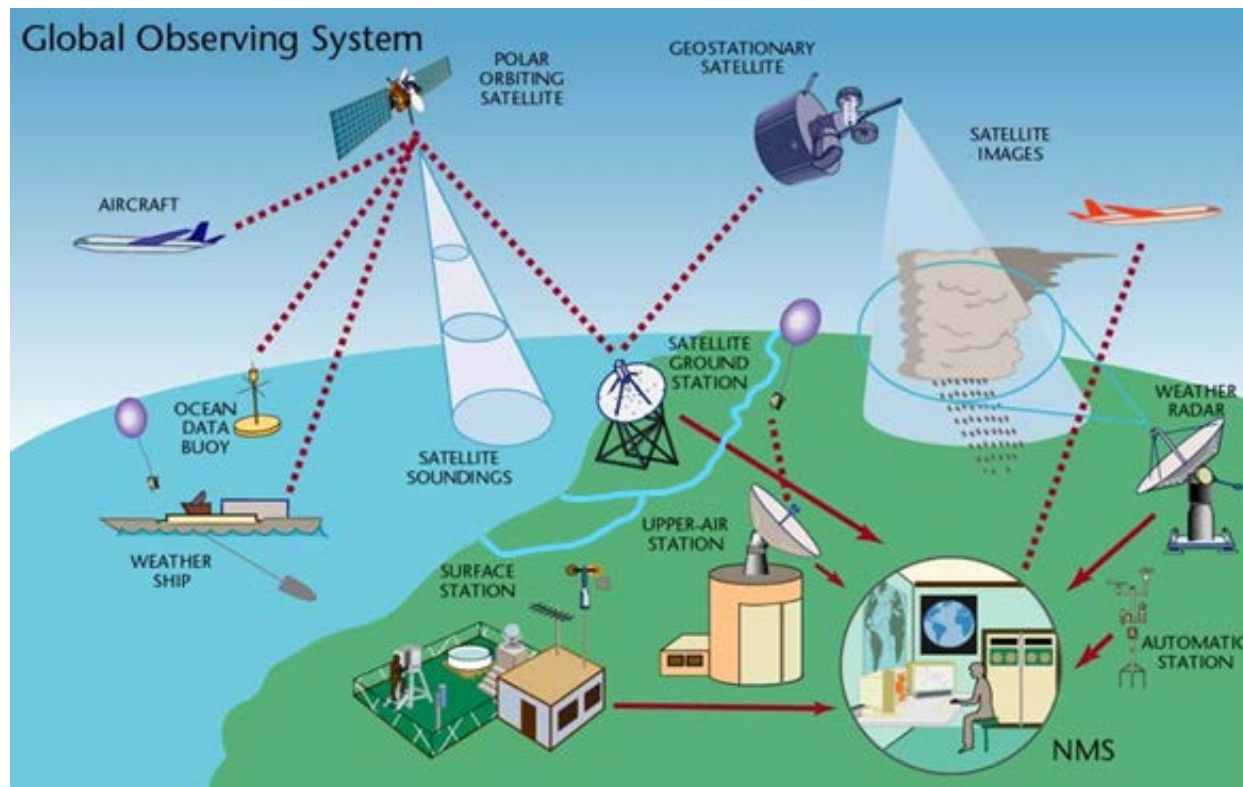 Global Observing System
POLAR
ORBITING
SATELLITE
GEOSTATIONARY
SATELLITE
SATELLITE
IMAGES
AIRCRAFT
SATELLITE
GROUND
STATION
WEATHER
RADAR
OCEAN
DATA
BUOY
SATELLITE
SOUNDINGS
UPPER-AIR
STATION
WEATHER
SHIP
SURFACE
STATION
AUTOMATIC
STATION
NMS